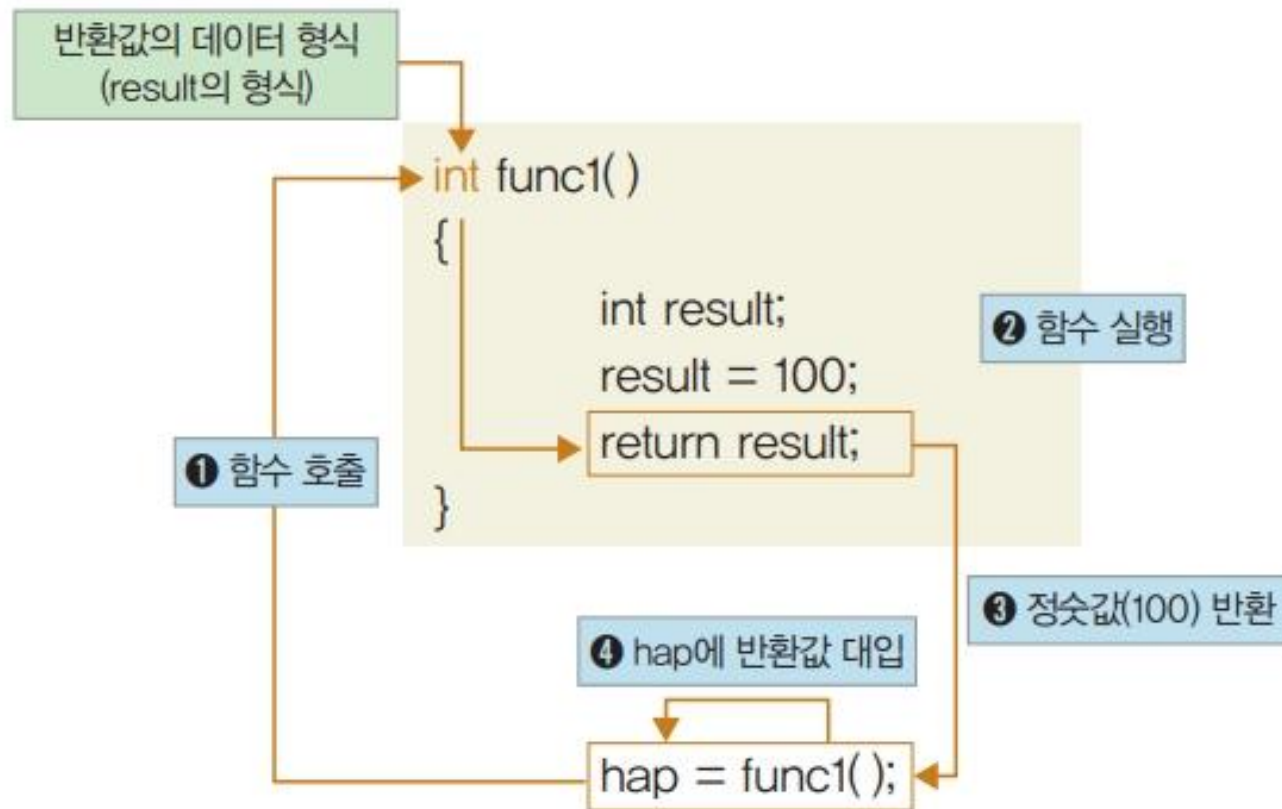 반환값의 데이터 형식
(result의 형식)
int func1( )
{
int result;
result = 100;
return result;
}
❶ 함수 호출
❷ 함수 실행
❸ 정숫값(100) 반환
❹ hap에 반환값 대입
hap = func1( );